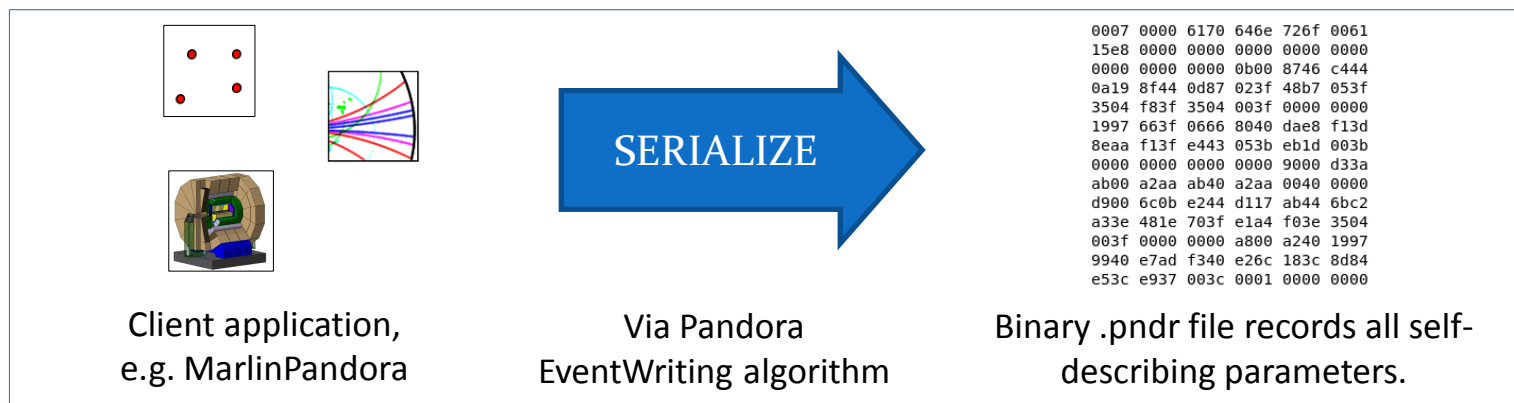 0007 0000 6170 646e 726f 0061
15e8 0000 0000 0000 0000
0000 0000 0000 0b00 8746 c444
0a19 8f44 0d87 023f 48b7 053f
3504 f83f 3504 003f 0000 0000
1997 663f 0666 8040 dae8 f13d
8eaa f13f e443 053b eb1d 003b
0000 0000 0000 0000 9000 d33a
ab00 a2aa ab40 a2aa 0040 0000
d900 6c0b e244 d117 ab44 6bc2
a33e 481e 703f e1a4 f03e 3504
003f 0000 0000 a800 a240 1997
9940 e7ad f340 e26c 183c 8d84
e53c e937 003c 0001 0000 0000
SERIALIZE
Client application,
e.g. MarlinPandora
Via Pandora
EventWriting algorithm
Binary .pndr file records all self-
describing parameters.